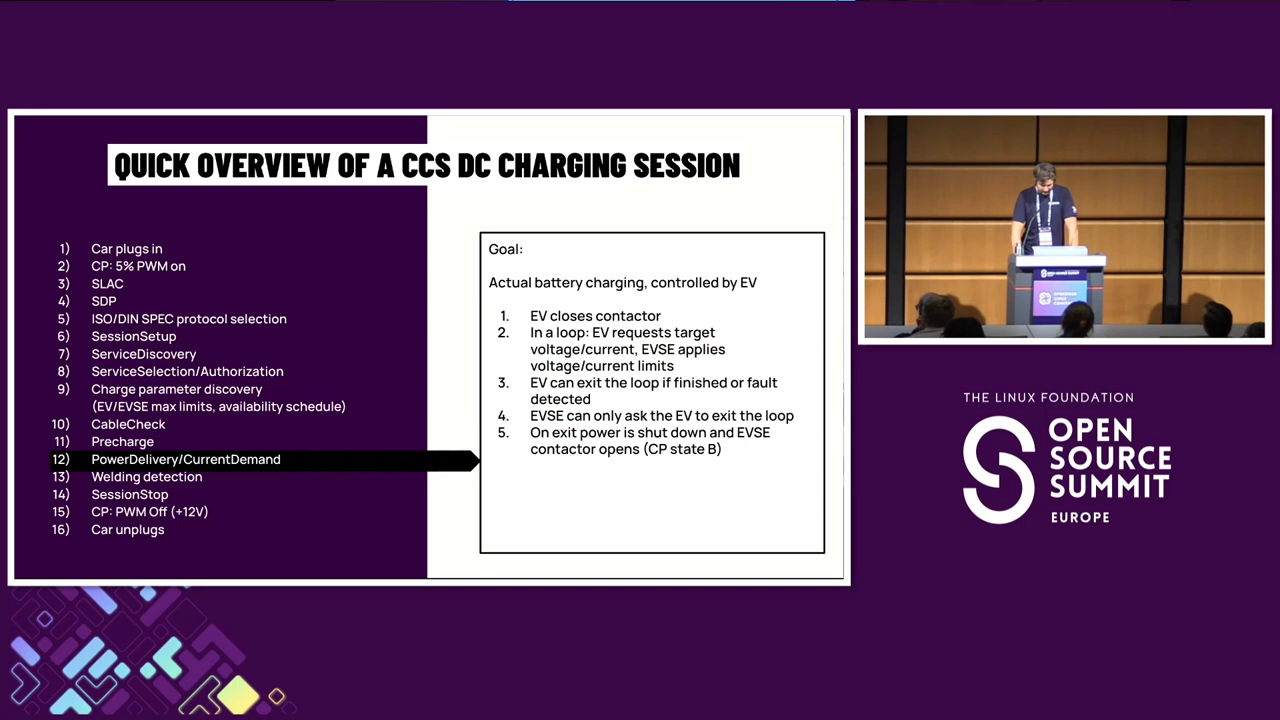 QUICK OVERVIEW OF A CCS DC CHARGING SESSION
1) Car plugs in
2) CP: 5% PWM on
3) SLAC
4) SDP
5) ISO/DIN SPEC protocol selection
6) SessionSetup
7) ServiceDiscovery
8) ServiceSelection/Authorization
9) Charge parameter discovery
(EV/EVSE max limits, availability schedule)
10) CableCheck
11) Precharge
12) PowerDelivery/CurrentDemand
13) Welding detection
14) SessionStop
15) CP: PWM Off (+12V)
16) Car unplugs
Goal:
Actual battery charging, controlled by EV
1. EV closes contactor
2. In a loop: EV requests target
voltage/current, EVSE applies
voltage/current limits
3. EV can exit the loop if finished or fault
detected
4. EVSE can only ask the EV to exit the loop
5. On exit power is shut down and EVSE
contactor opens (CP state B)
THE LINUX FOUNDATION
OPEN
SOURCE
SUMMIT
EUROPE